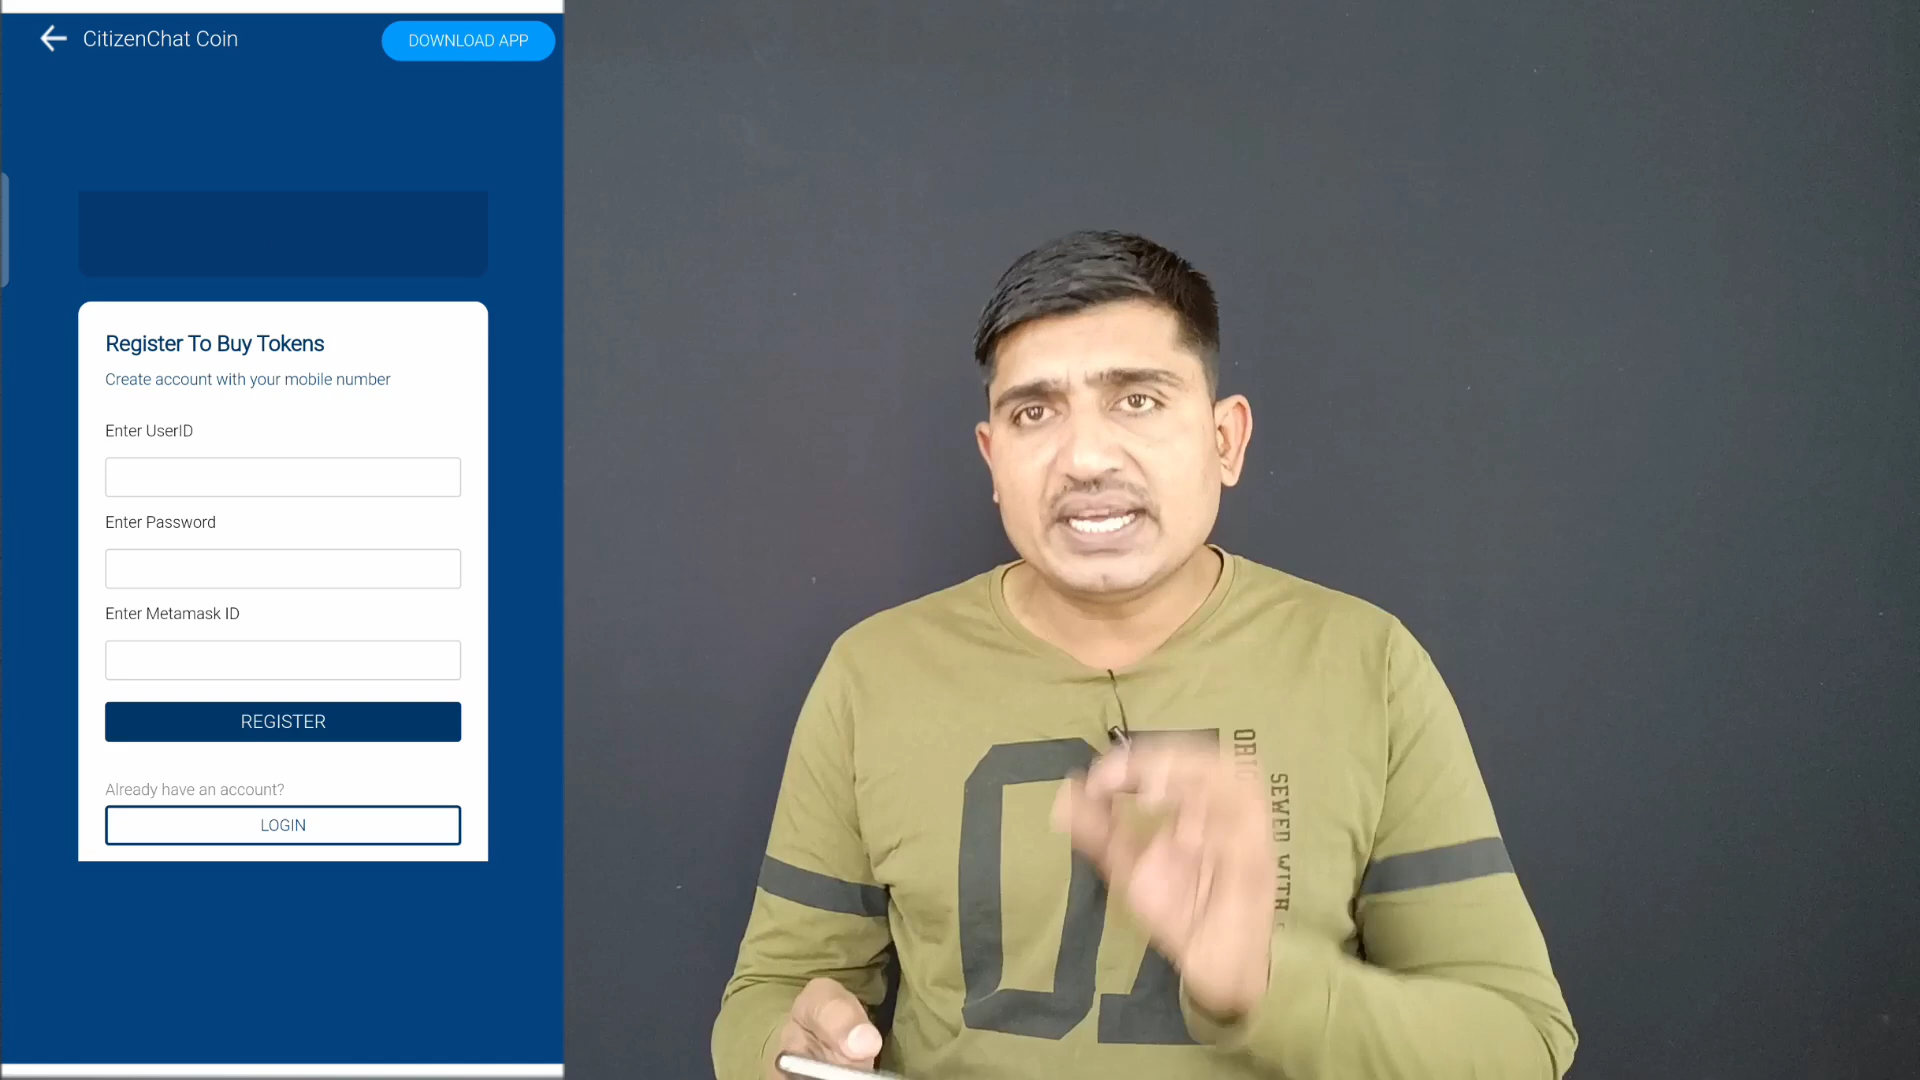 CitizenChat Coin
DOWNLOAD APP
Register To Buy Tokens
Create account with your mobile number
Enter UserID
Enter Password
Enter Metamask ID
REGISTER
Already have an account?
LOGIN
SEWED WITH